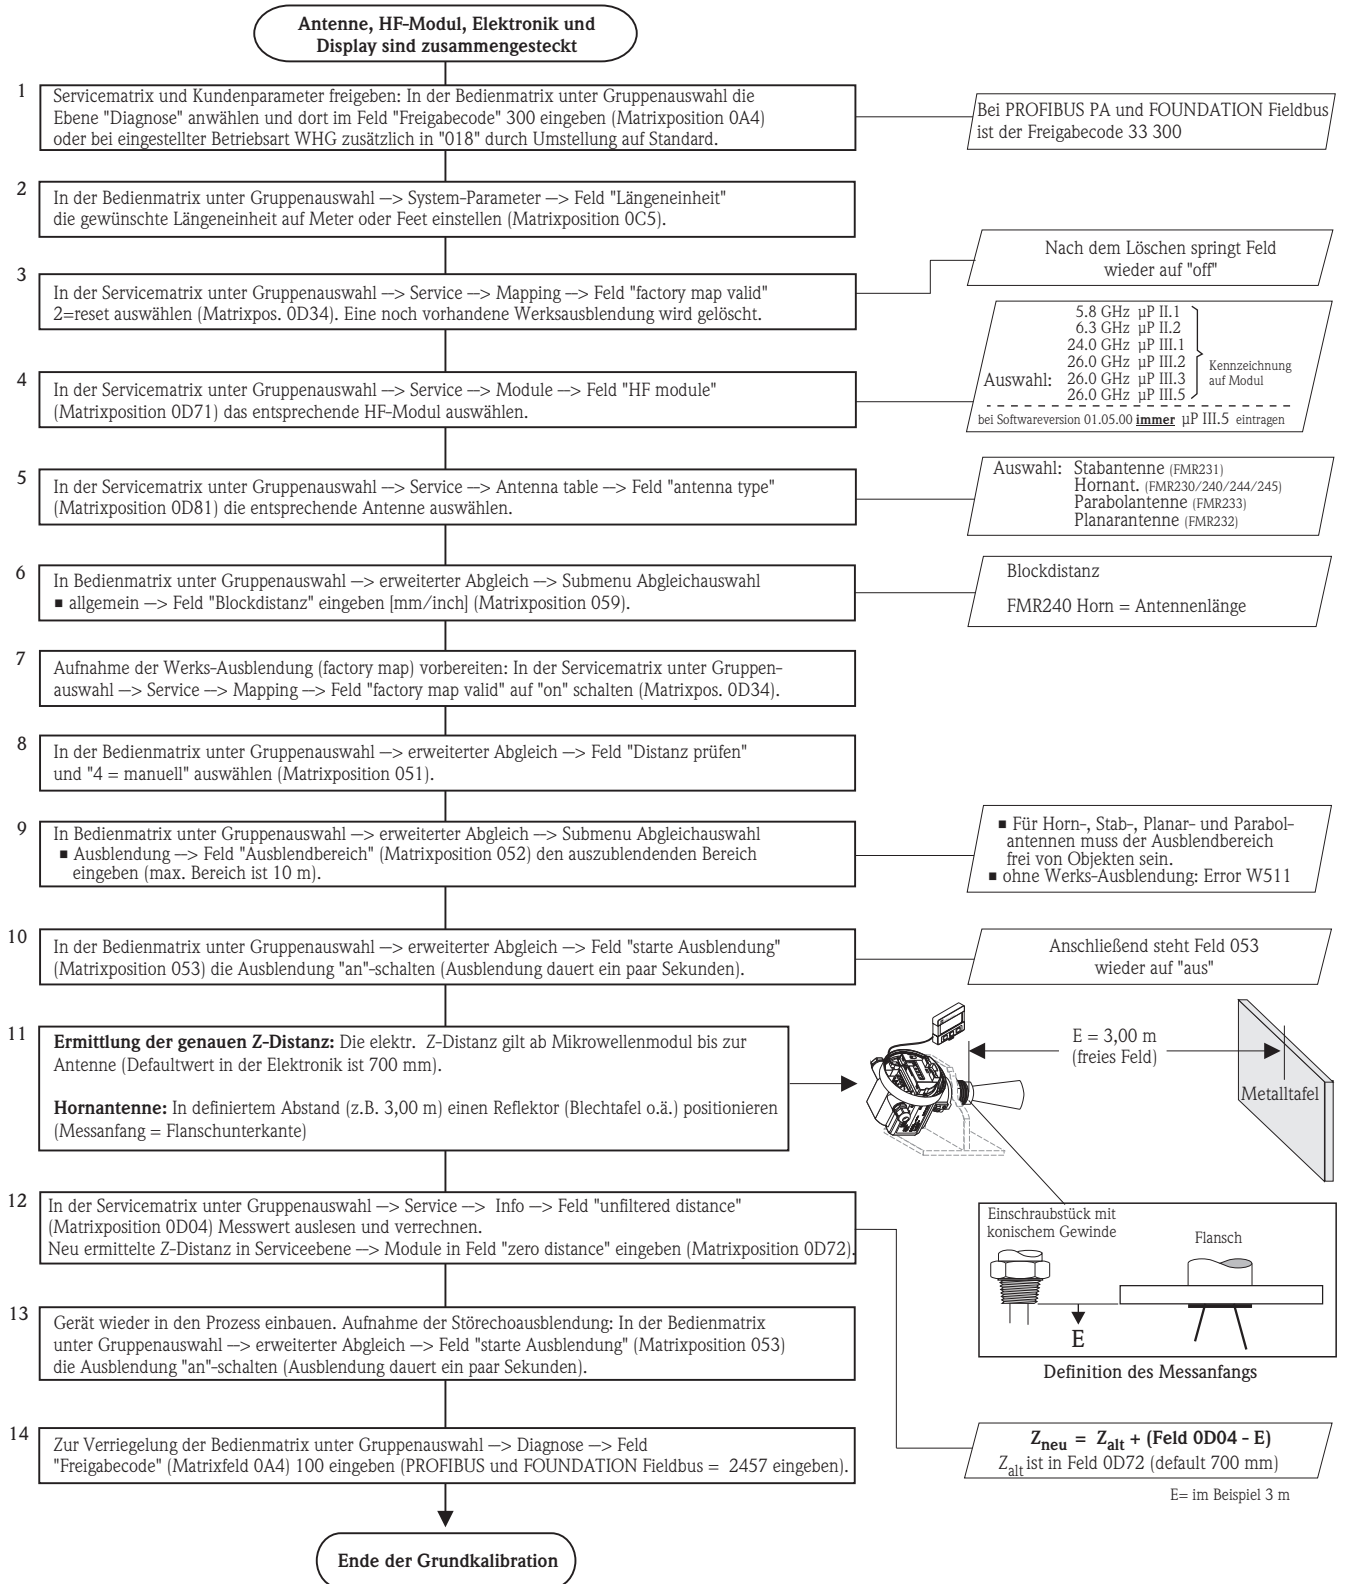 Antenne, HF-Modul, Elektronik und
Display sind zusammengesteckt
1
Servicematrix und Kundenparameter freigeben: In der Bedienmatrix unter Gruppenauswahl die
Ebene "Diagnose" anwählen und dort im Feld "Freigabecode" 300 eingeben (Matrixposition 0A4)
oder bei eingestellter Betriebsart WHG zusätzlich in "018" durch Umstellung auf Standard.
Bei PROFIBUS PA und FOUNDATION Fieldbus
ist der Freigabecode 33 300
2
In der Bedienmatrix unter Gruppenauswahl —> System-Parameter —> Feld "Längeneinheit"
die gewünschte Längeneinheit auf Meter oder Feet einstellen (Matrixposition 0C5).
3
In der Servicematrix unter Gruppenauswahl —> Service —> Mapping —> Feld "factory map valid"
2=reset auswählen (Matrixpos. 0D34). Eine noch vorhandene Werksausblendung wird gelöscht.
Nach dem Löschen springt Feld
wieder auf "off"
4
In der Servicematrix unter Gruppenauswahl —> Service —> Module —> Feld "HF module"
(Matrixposition 0D71) das entsprechende HF-Modul auswählen.
5.8 GHz µP II.1
6.3 GHz µP II.2
24.0 GHz µP III.1
26.0 GHz µP III.2
Auswahl: 26.0 GHz µP III.3
26.0 GHz µP III.5
Kennzeichnung
auf Modul
bei Softwareversion 01.05.00 immer µP III.5 eintragen
5
In der Servicematrix unter Gruppenauswahl —> Service —> Antenna table —> Feld "antenna type"
(Matrixposition 0D81) die entsprechende Antenne auswählen.
Auswahl: Stabantenne (FMR231)
Hornant. (FMR230/240/244/245)
Parabolantenne (FMR233)
Planarantenne (FMR232)
6
In Bedienmatrix unter Gruppenauswahl —> erweiterter Abgleich —> Submenu Abgleichauswahl
■ allgemein —> Feld "Blockdistanz" eingeben [mm/inch] (Matrixposition 059).
Blockdistanz
FMR240 Horn = Antennenlänge
7
Aufnahme der Werks-Ausblendung (factory map) vorbereiten: In der Servicematrix unter Gruppen-
auswahl —> Service —> Mapping —> Feld "factory map valid" auf "on" schalten (Matrixpos. 0D34).
8
In der Bedienmatrix unter Gruppenauswahl —> erweiterter Abgleich —> Feld "Distanz prüfen"
und "4 = manuell" auswählen (Matrixposition 051).
9
In Bedienmatrix unter Gruppenauswahl —> erweiterter Abgleich —> Submenu Abgleichauswahl
■ Ausblendung —> Feld "Ausblendbereich" (Matrixposition 052) den auszublendenden Bereich
eingeben (max. Bereich ist 10 m).
■ Für Horn-, Stab-, Planar- und Parabol-
antennen muss der Ausblendbereich
frei von Objekten sein.
■ ohne Werks-Ausblendung: Error W511
10
In der Bedienmatrix unter Gruppenauswahl —> erweiterter Abgleich —> Feld "starte Ausblendung"
(Matrixposition 053) die Ausblendung "an"-schalten (Ausblendung dauert ein paar Sekunden).
Anschließend steht Feld 053
wieder auf "aus"
11
Ermittlung der genauen Z-Distanz: Die elektr. Z-Distanz gilt ab Mikrowellenmodul bis zur
Antenne (Defaultwert in der Elektronik ist 700 mm).
Hornantenne: In definiertem Abstand (z.B. 3,00 m) einen Reflektor (Blechtafel o.ä.) positionieren
(Messanfang = Flanschunterkante)
E = 3,00 m
(freies Feld)
Metalltafel
12
In der Servicematrix unter Gruppenauswahl —> Service —> Info —> Feld "unfiltered distance"
(Matrixposition 0D04) Messwert auslesen und verrechnen.
Neu ermittelte Z-Distanz in Serviceebene —> Module in Feld "zero distance" eingeben (Matrixposition 0D72).
Einschraubstück mit
konischem Gewinde
Flansch
E
Definition des Messanfangs
13
Gerät wieder in den Prozess einbauen. Aufnahme der Störechoausblendung: In der Bedienmatrix
unter Gruppenauswahl —> erweiterter Abgleich —> Feld "starte Ausblendung" (Matrixposition 053)
die Ausblendung "an"-schalten (Ausblendung dauert ein paar Sekunden).
14
Zur Verriegelung der Bedienmatrix unter Gruppenauswahl —> Diagnose —> Feld
"Freigabecode" (Matrixfeld 0A4) 100 eingeben (PROFIBUS und FOUNDATION Fieldbus = 2457 eingeben).
Zneu = Zalt + (Feld 0D04 - E)
Zalt ist in Feld 0D72 (default 700 mm)
E= im Beispiel 3 m
Ende der Grundkalibration